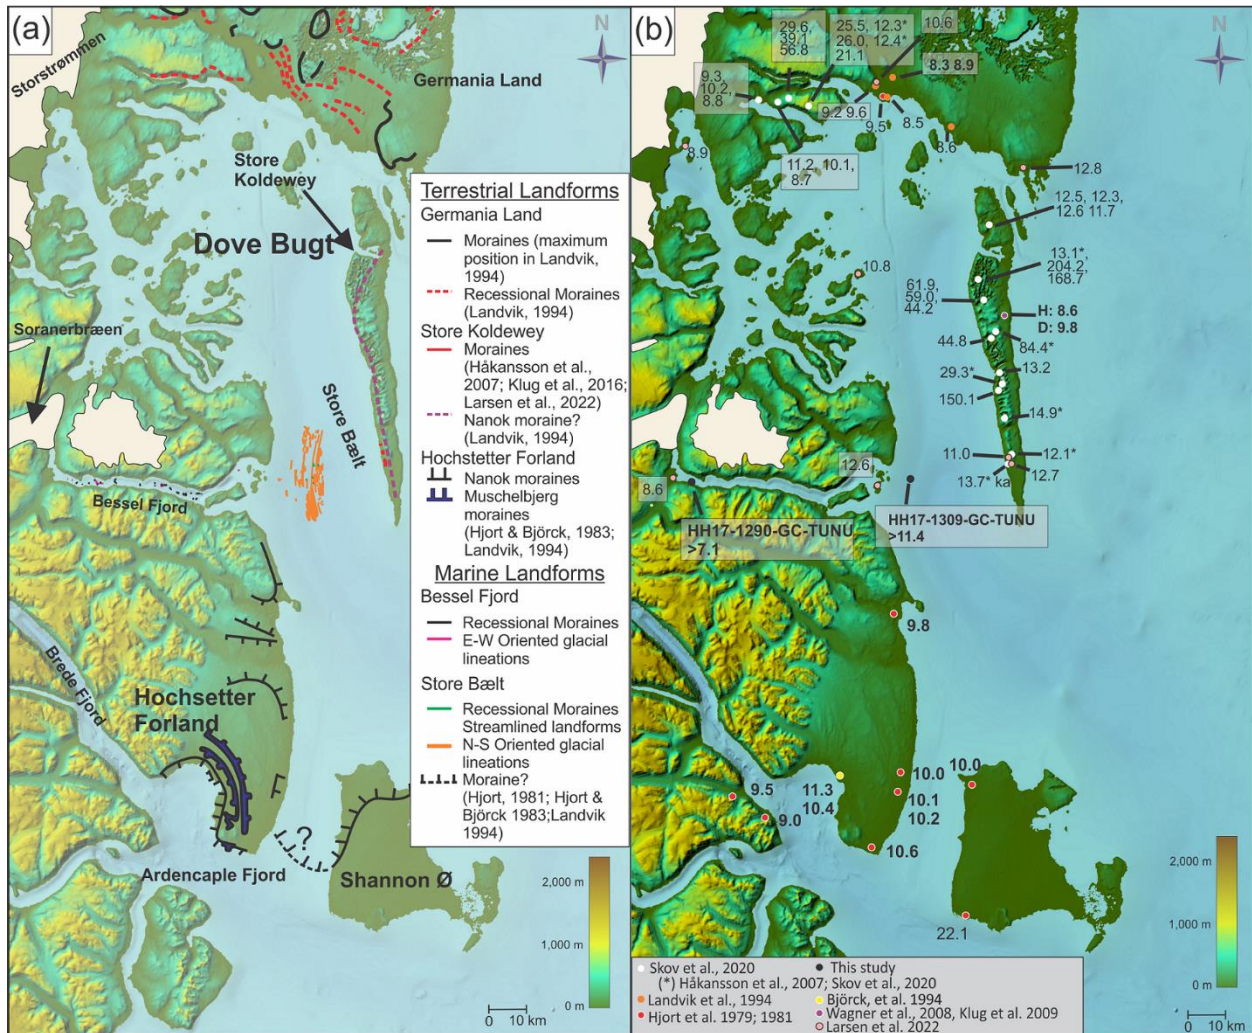 (a)
N
Storstrømmen
Germania Land
Store
Koldewey
Dove Bugt
Soranerbræen
Store Bælt
Bessel Fjord
Brede Fjord
Hochsetter
Forland
?
Ardencaple Fjord
Shannon Ø
2,000 m
1,000 m
0 m
10 km
Terrestrial Landforms
Germania Land
Moraines (maximum
position in Landvik,
1994)
Recessional Moraines
(Landvik, 1994)
Store Koldewey
Moraines
(Håkansson et al.,
2007; Klug et al., 2016;
Larsen et al., 2022)
Nanok moraine?
(Landvik, 1994)
Hochstetter Forland
Nanok moraines
Muschelbjerg
moraines
(Hjort & Björck, 1983;
Landvik, 1994)
Marine Landforms
Bessel Fjord
Recessional Moraines
E-W Oriented glacial
lineations
Store Bælt
Recessional Moraines
Streamlined landforms
N-S Oriented glacial
lineations
Moraine?
(Hjort, 1981; Hjort &
Björck 1983;Landvik
1994)
(b)
N
29.6,
39.1,
56.8
25.5, 12.3*
26.0, 12.4*
21.1
10.6
8.3 8.9
9.3,
10.2,
8.8
9.2 9.6
9.5
8.5
8.6
8.9
11.2, 10.1,
8.7
12.8
12.5, 12.3,
12.6 11.7
10.8
13.1*
204.2,
168.7
61.9,
59.0,
44.2
H: 8.6
D: 9.8
44.8
84.4*
29.3*
13.2
150.1
14.9*
11.0
12.1*
13.7* ka
12.7
8.6
12.6
HH17-1290-GC-TUNU
>7.1
HH17-1309-GC-TUNU
>11.4
9.8
9.5
11.3
10.4
10.0
10.0
10.1
10.2
9.0
10.6
22.1
2,000 m
1,000 m
0 m
10 km
Skov et al., 2020
(*) Håkansson et al., 2007; Skov et al., 2020
Landvik et al., 1994
Hjort et al. 1979; 1981
This study
Björck, et al. 1994
Wagner et al., 2008, Klug et al. 2009
Larsen et al. 2022